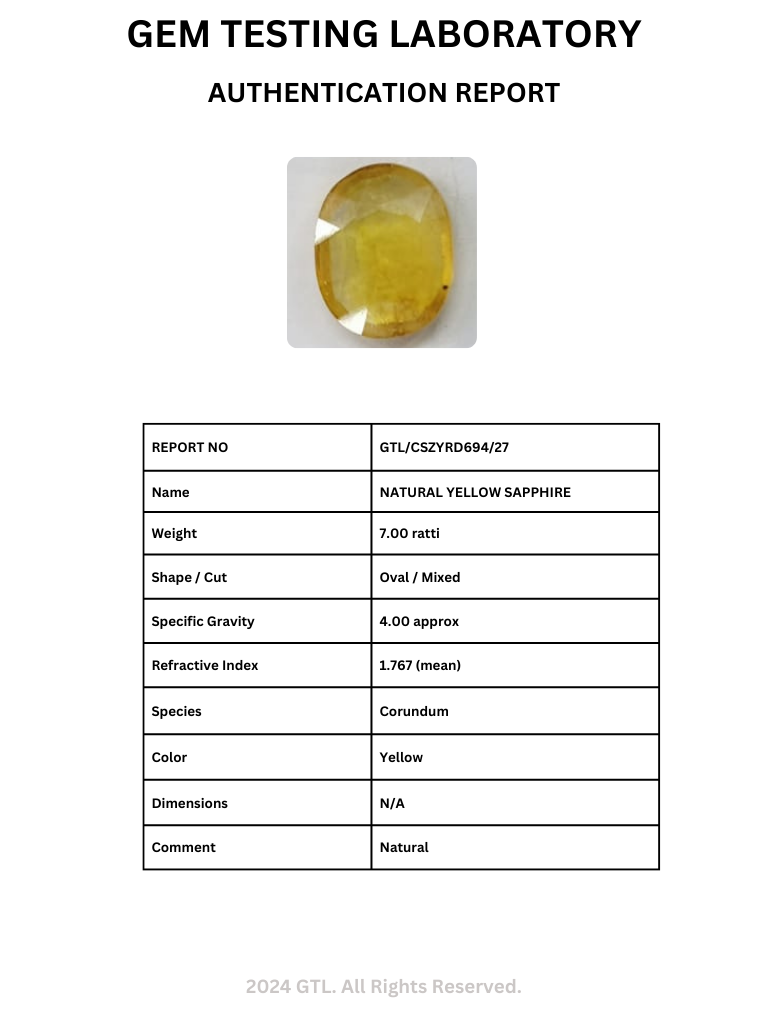 GEM TESTING LABORATORY
AUTHENTICATION REPORT
REPORT NO GTL/CSZYRD694/27
Name NATURAL YELLOW SAPPHIRE
Weight 7.00 ratti
Shape / Cut Oval / Mixed
Specific Gravity 4.00 approx
Refractive Index 1.767 (mean)
Species Corundum
Color Yellow
Dimensions N/A
Comment Natural
2024 GTL. All Rights Reserved.